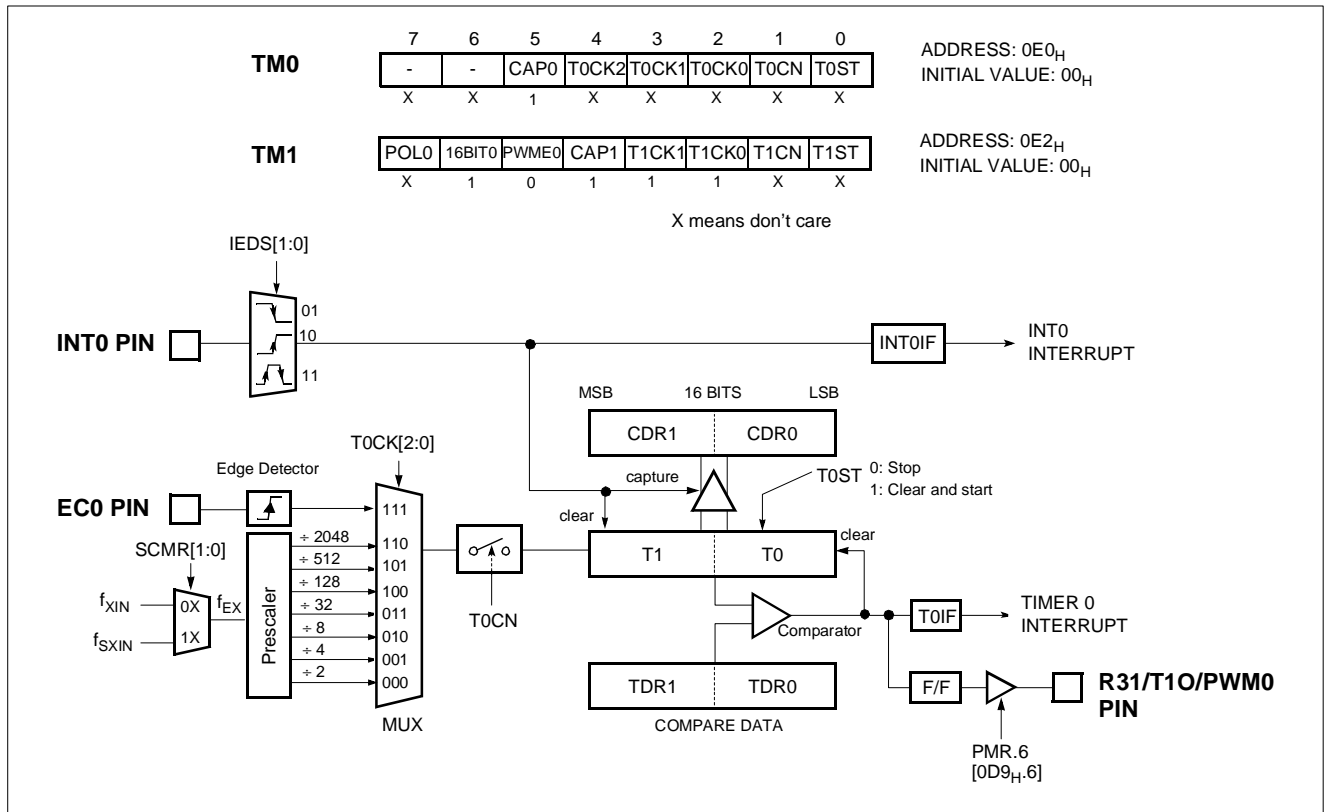 7 6 5 4 3 2 1 0
TM0
- - CAP0 T0CK2 T0CK1 T0CK0 T0CN T0ST
X X 1 X X X X X
ADDRESS: 0E0H
INITIAL VALUE: 00H
TM1
POL0 16BIT0 PWME0 CAP1 T1CK1 T1CK0 T1CN T1ST
X 1 0 1 1 1 X X
ADDRESS: 0E2H
INITIAL VALUE: 00H
X means don't care
IEDS[1:0]
01
10
11
INT0 PIN
INT0IF
INT0
INTERRUPT
MSB 16 BITS LSB
CDR1 CDR0
capture
T0ST
0: Stop
1: Clear and start
clear
clear
T1 T0
T0CK[2:0]
Edge Detector
EC0 PIN
111
SCMR[1:0]
fXIN
fSXIN
0X
1X
fEX
Prescaler
÷ 2048
÷ 512
÷ 128
÷ 32
÷ 8
÷ 4
÷ 2
110
101
100
011
010
001
000
MUX
T0CN
Comparator
T0IF
TIMER 0
INTERRUPT
TDR1 TDR0
COMPARE DATA
F/F
R31/T1O/PWM0
PIN
PMR.6
[0D9H.6]